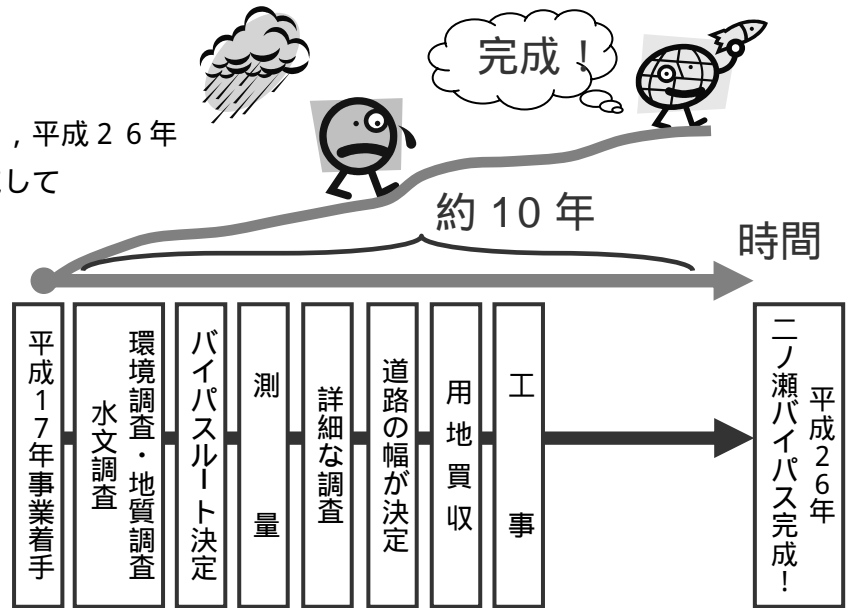 完成！
，平成２６年
して
約 10 年
時間
平成17年事業着手
環境調査・地質調査
水文調査
バイパスルート決定
測量
詳細な調査
道路の幅が決定
用地買収
工事
平成26年
二ノ瀬バイパス完成！